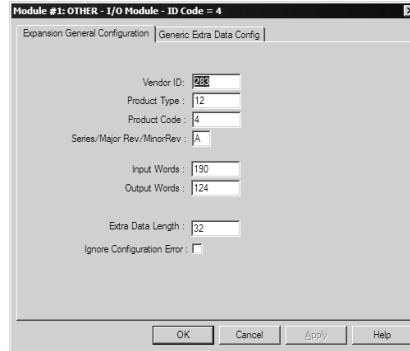 Module #1: OTHER - I/O Module - ID Code = 4
Expansion General Configuration Generic Extra Data Config
Vendor ID: 283
Product Type : 12
Product Code : 4
Series/Major Rev/MinorRev : A
Input Words : 190
Output Words : 124
Extra Data Length : 32
Ignore Configuration Error :
OK Cancel Apply Help